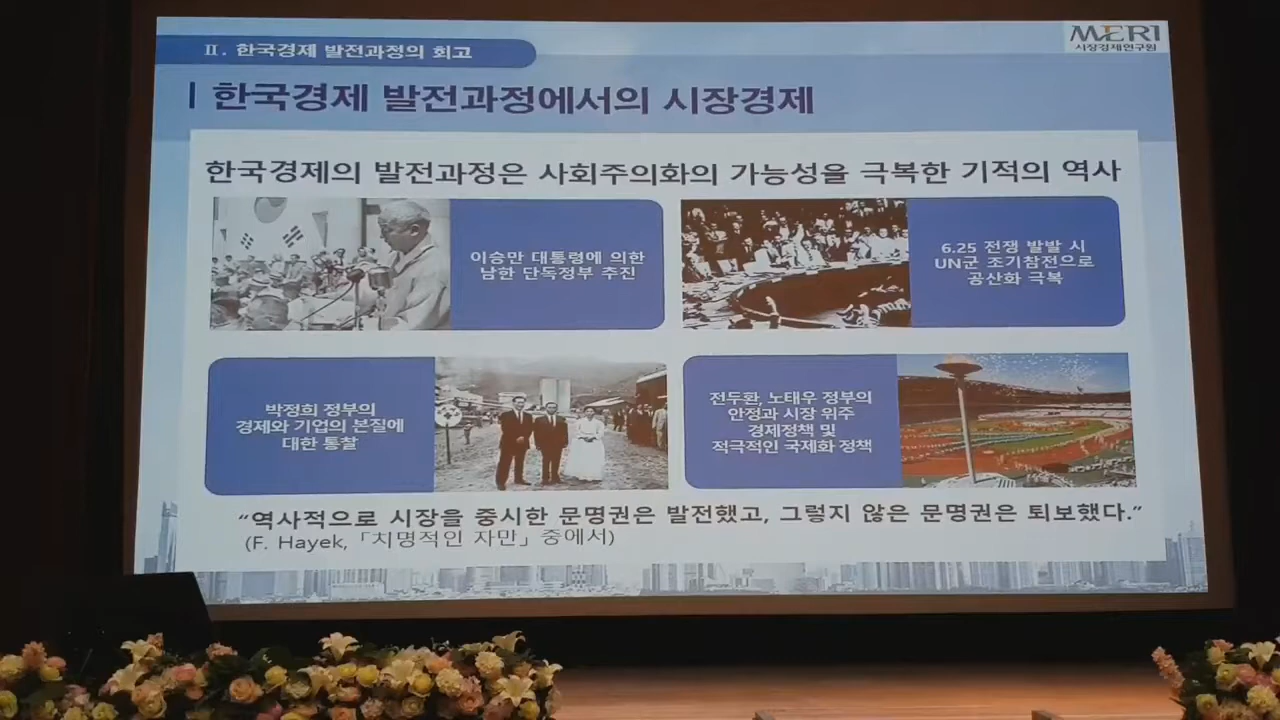 Ⅱ. 한국경제 발전과정의 회고
MERI
시장경제연구원
한국경제 발전과정에서의 시장경제
한국경제의 발전과정은 사회주의화의 가능성을 극복한 기적의 역사
이승만 대통령에 의한
남한 단독정부 추진
6.25 전쟁 발발 시
UN군 조기참전으로
공산화 극복
박정희 정부의
경제와 기업의 본질에
대한 통찰
전두환, 노태우 정부의
안정과 시장 위주
경제정책 및
적극적인 국제화 정책
“역사적으로 시장을 중시한 문명권은 발전했고, 그렇지 않은 문명권은 퇴보했다.”
(F. Hayek, 「치명적인 자만」 중에서)